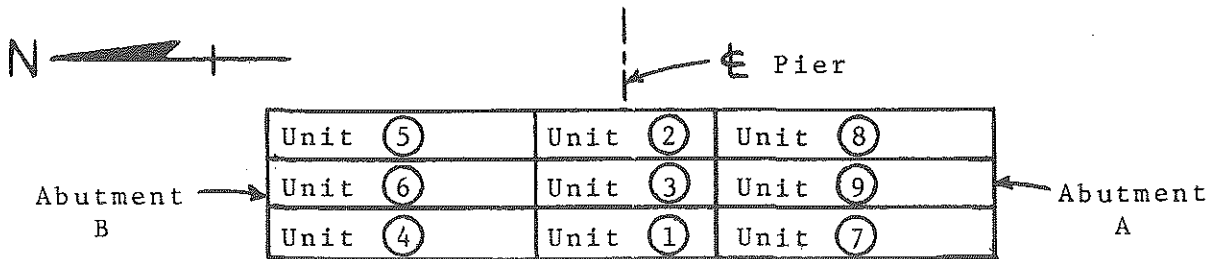 N
℄ Pier
Unit ⑤ Unit ② Unit ⑧
Abutment B
Unit ⑥ Unit ③ Unit ⑨
Abutment A
Unit ④ Unit ① Unit ⑦